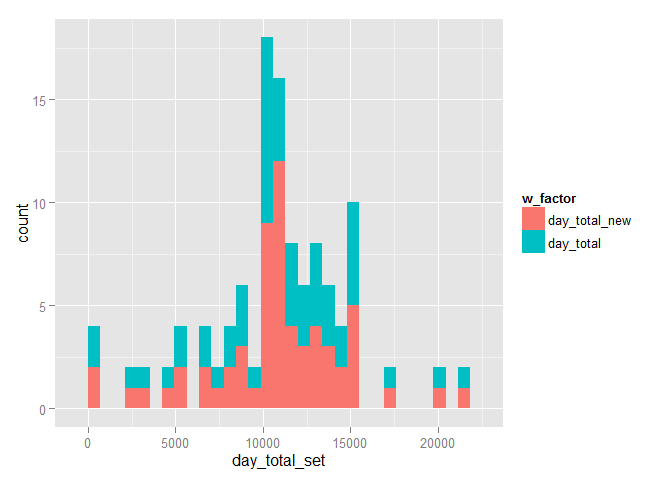 15
10
5
0
count
0 5000 10000 15000 20000
day_total_set
w_factor
day_total_new
day_total